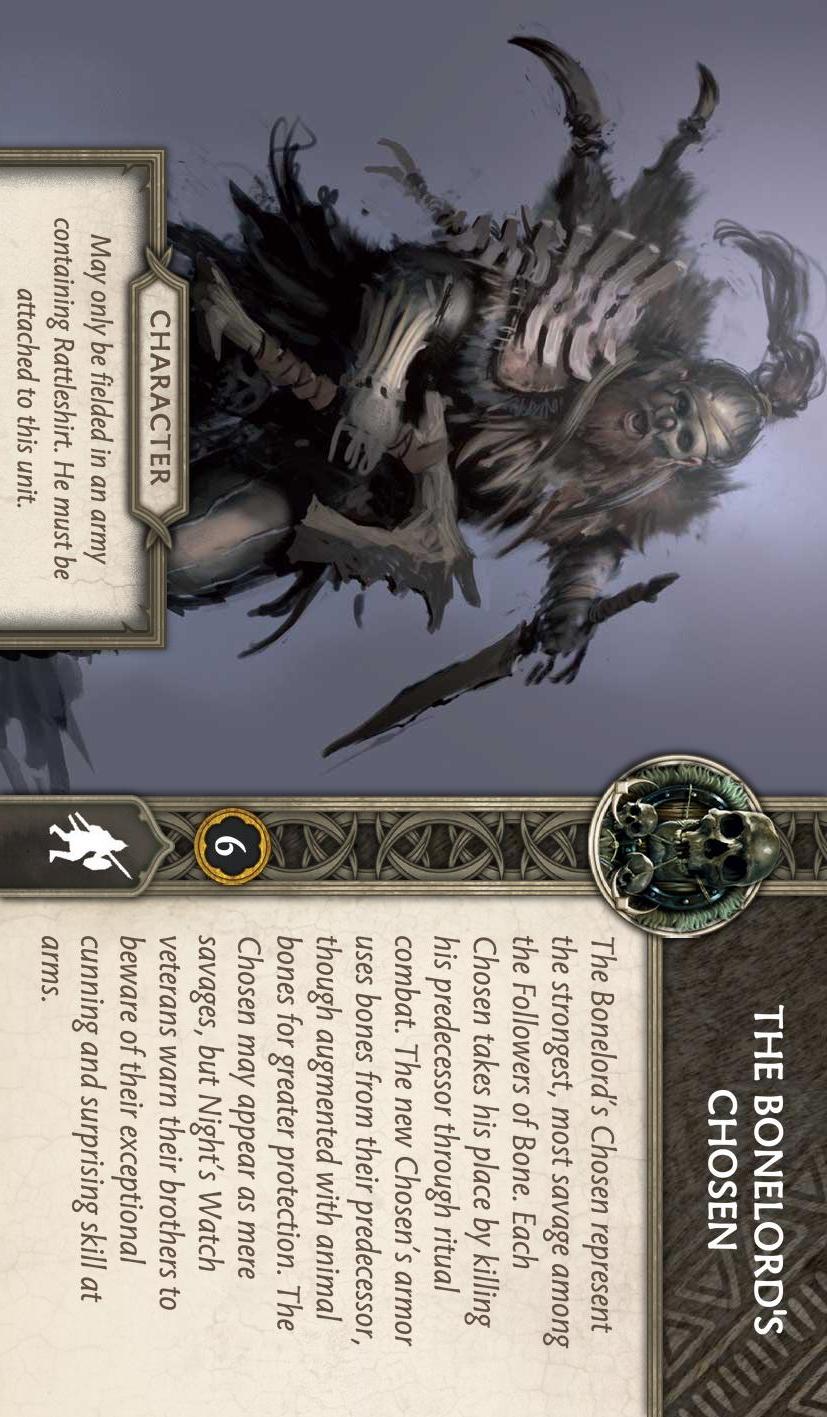 CHARACTER
May only be fielded in an army
containing Rattleshirt. He must be
attached to this unit.
6
THE BONELORD'S
CHOSEN
The Bonelord's Chosen represent
the strongest, most savage among
the Followers of Bone. Each
Chosen takes his place by killing
his predecessor through ritual
combat. The new Chosen's armor
uses bones from their predecessor,
though augmented with animal
bones for greater protection. The
Chosen may appear as mere
savages, but Night's Watch
veterans warn their brothers to
beware of their exceptional
cunning and surprising skill at
arms.